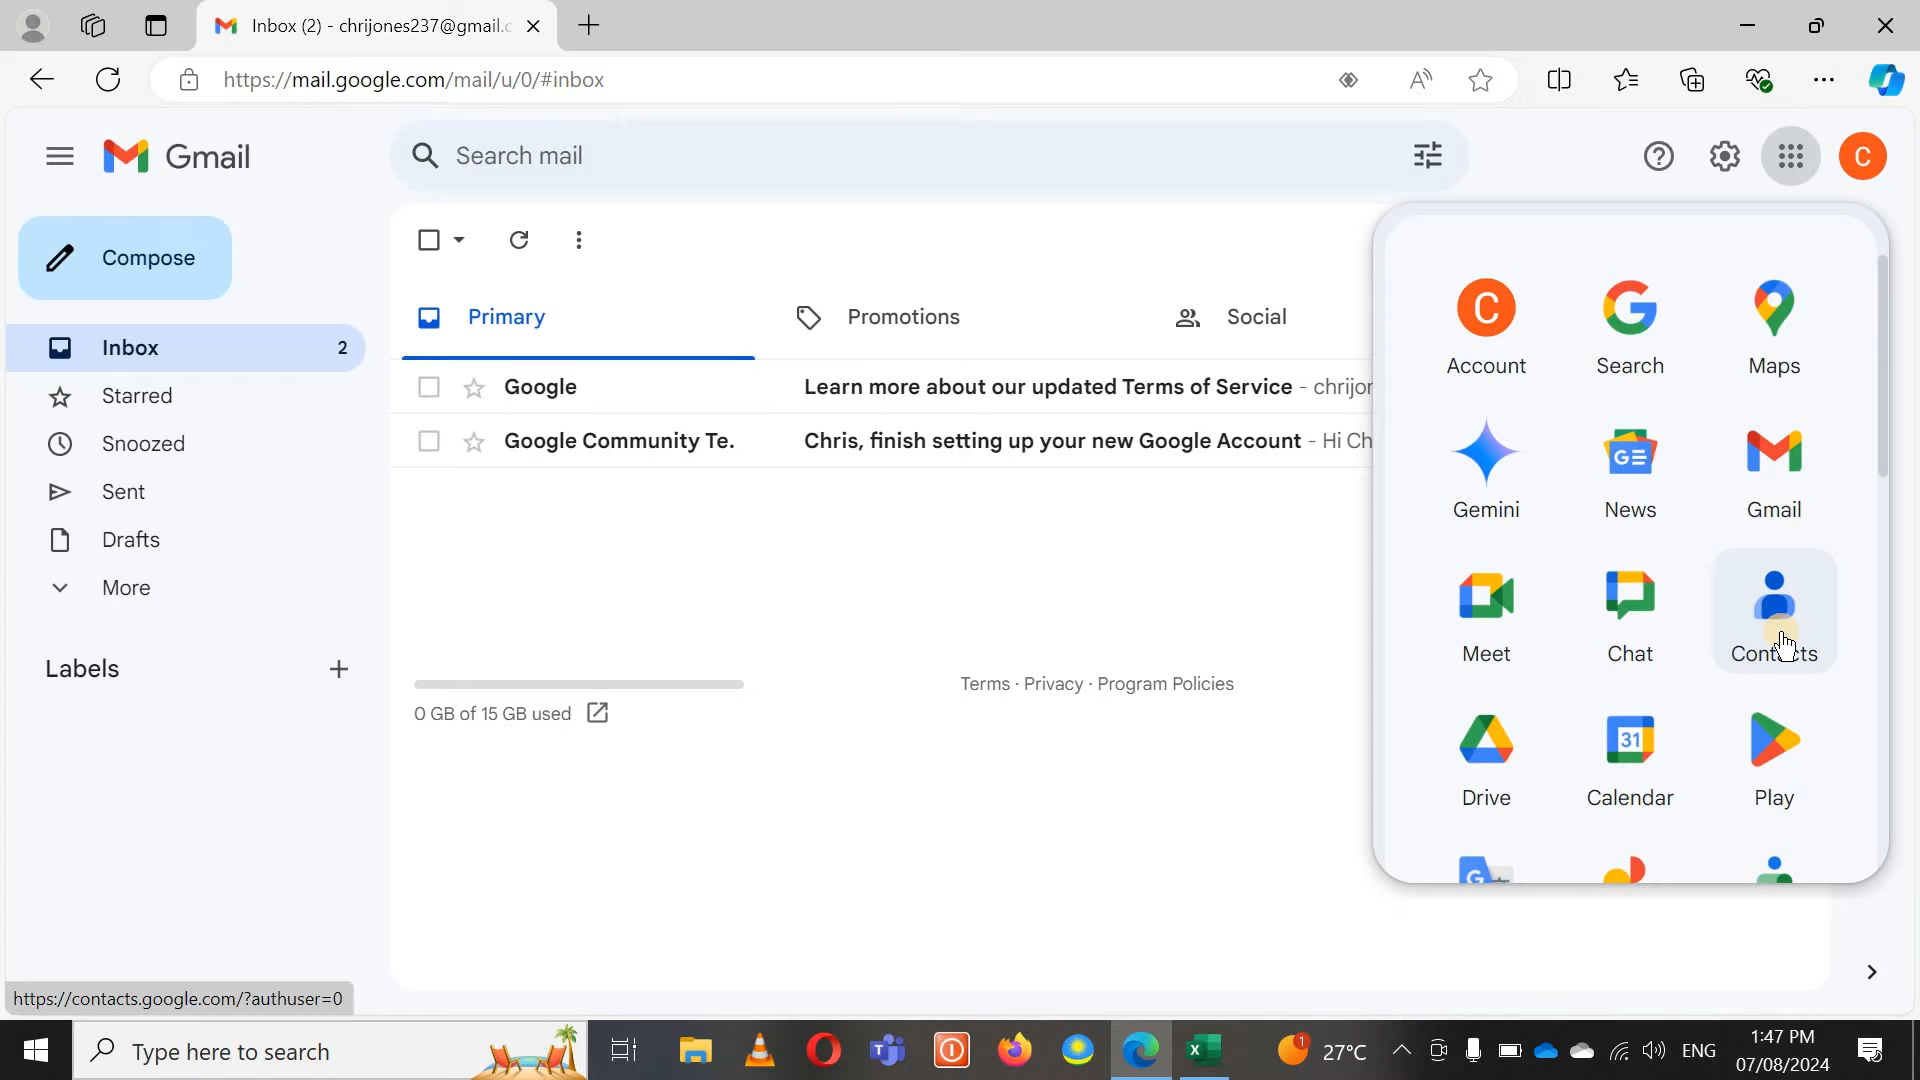 Inbox (2) - chrijones237@gmail.c
https://mail.google.com/mail/u/0/#inbox
Gmail
Search mail
C
Compose
Inbox 2
Starred
Snoozed
Sent
Drafts
More
Labels
Primary
Promotions
Social
Google Learn more about our updated Terms of Service - chrijor
Google Community Te. Chris, finish setting up your new Google Account - Hi Ch
0 GB of 15 GB used
Terms · Privacy · Program Policies
C
Account
Search
Maps
Gemini
News
Gmail
Meet
Chat
Contacts
Drive
31
Calendar
Play
https://contacts.google.com/?authuser=0
Type here to search
1
27°C
ENG
1:47 PM
07/08/2024